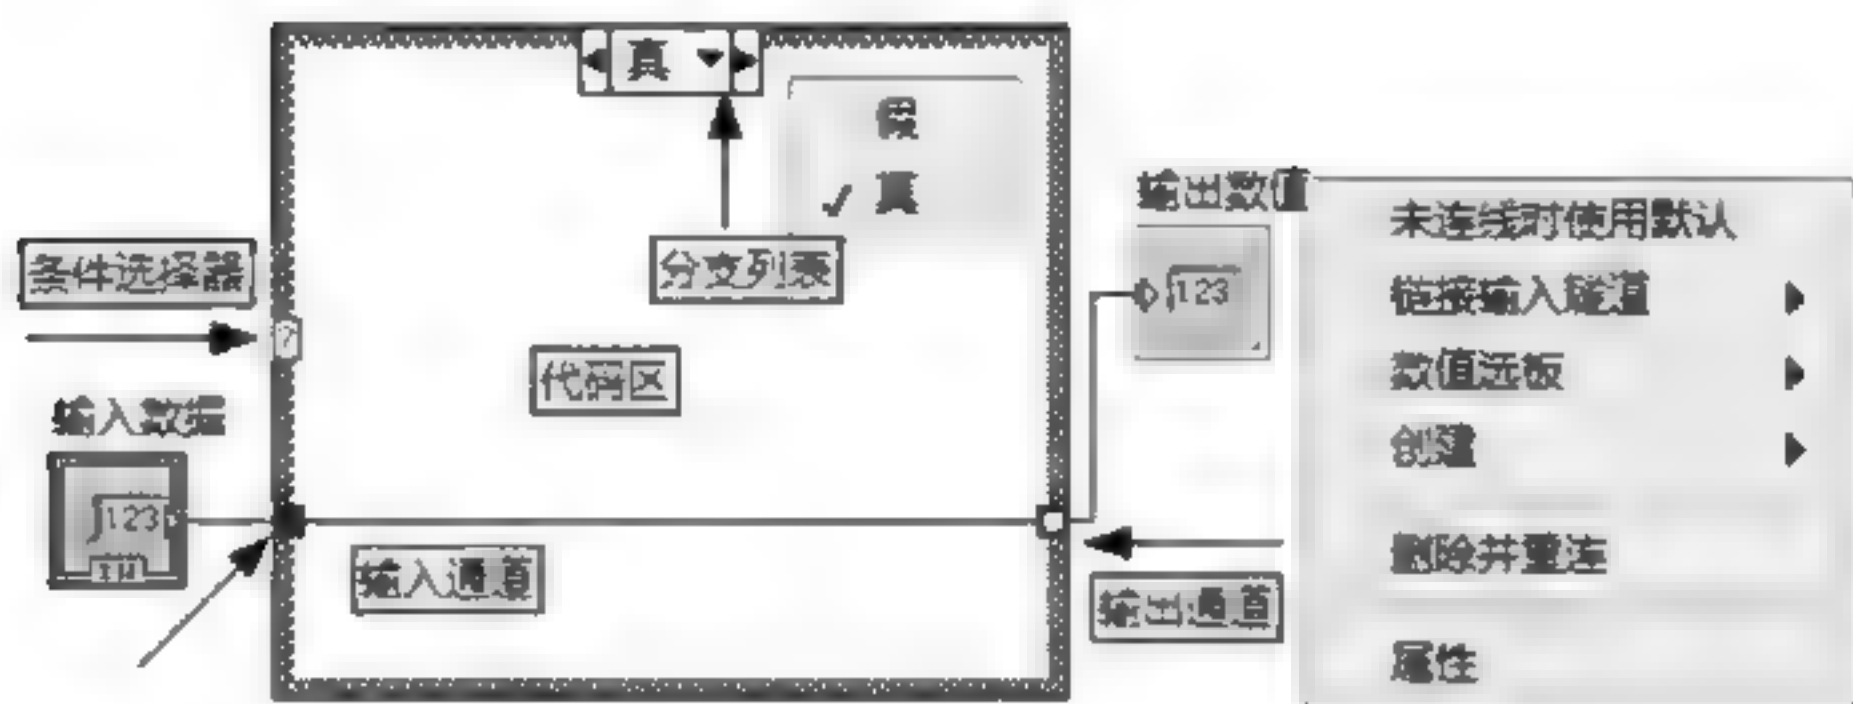 真
假
✓ 真
分支列表
条件选择器
?
代码区
输入数据
123
输入通道
输出数值
123
输出通道
未连线时使用默认
链接输入隧道
数值选板
创建
删除并重连
属性